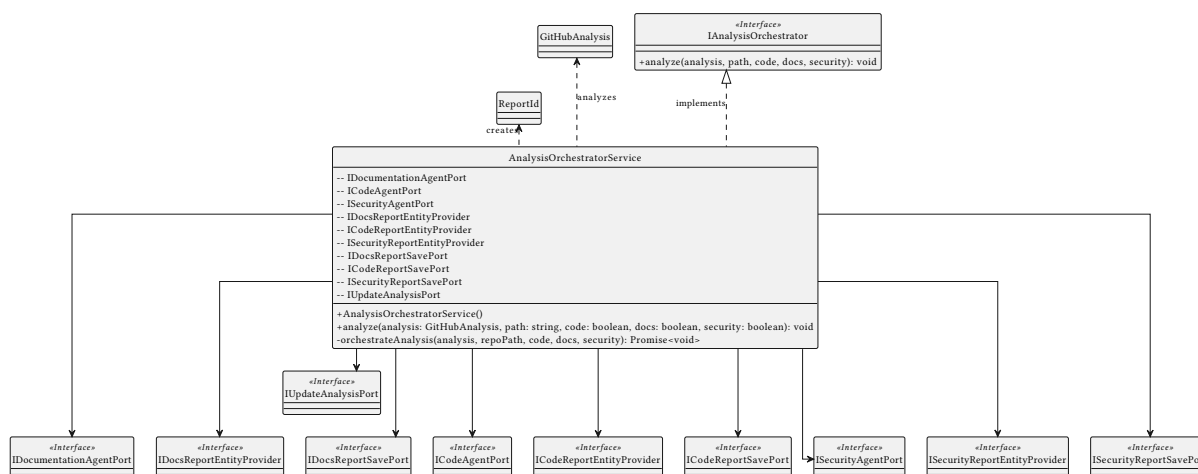 «Interface»
IAnalysisOrchestrator
+analyze(analysis, path, code, docs, security): void
GitHubAnalysis
analyzes
implements
ReportId
creates
AnalysisOrchestratorService
-- IDocumentationAgentPort
-- ICodeAgentPort
-- ISecurityAgentPort
-- IDocsReportEntityProvider
-- ICodeReportEntityProvider
-- ISecurityReportEntityProvider
-- IDocsReportSavePort
-- ICodeReportSavePort
-- ISecurityReportSavePort
-- IUpdateAnalysisPort
+AnalysisOrchestratorService()
+analyze(analysis: GitHubAnalysis, path: string, code: boolean, docs: boolean, security: boolean): void
-orchestrateAnalysis(analysis, repoPath, code, docs, security): Promise<void>
«Interface»
IUpdateAnalysisPort
«Interface»
IDocumentationAgentPort
«Interface»
IDocsReportEntityProvider
«Interface»
IDocsReportSavePort
«Interface»
ICodeAgentPort
«Interface»
ICodeReportEntityProvider
«Interface»
ICodeReportSavePort
«Interface»
ISecurityAgentPort
«Interface»
ISecurityReportEntityProvider
«Interface»
ISecurityReportSavePort